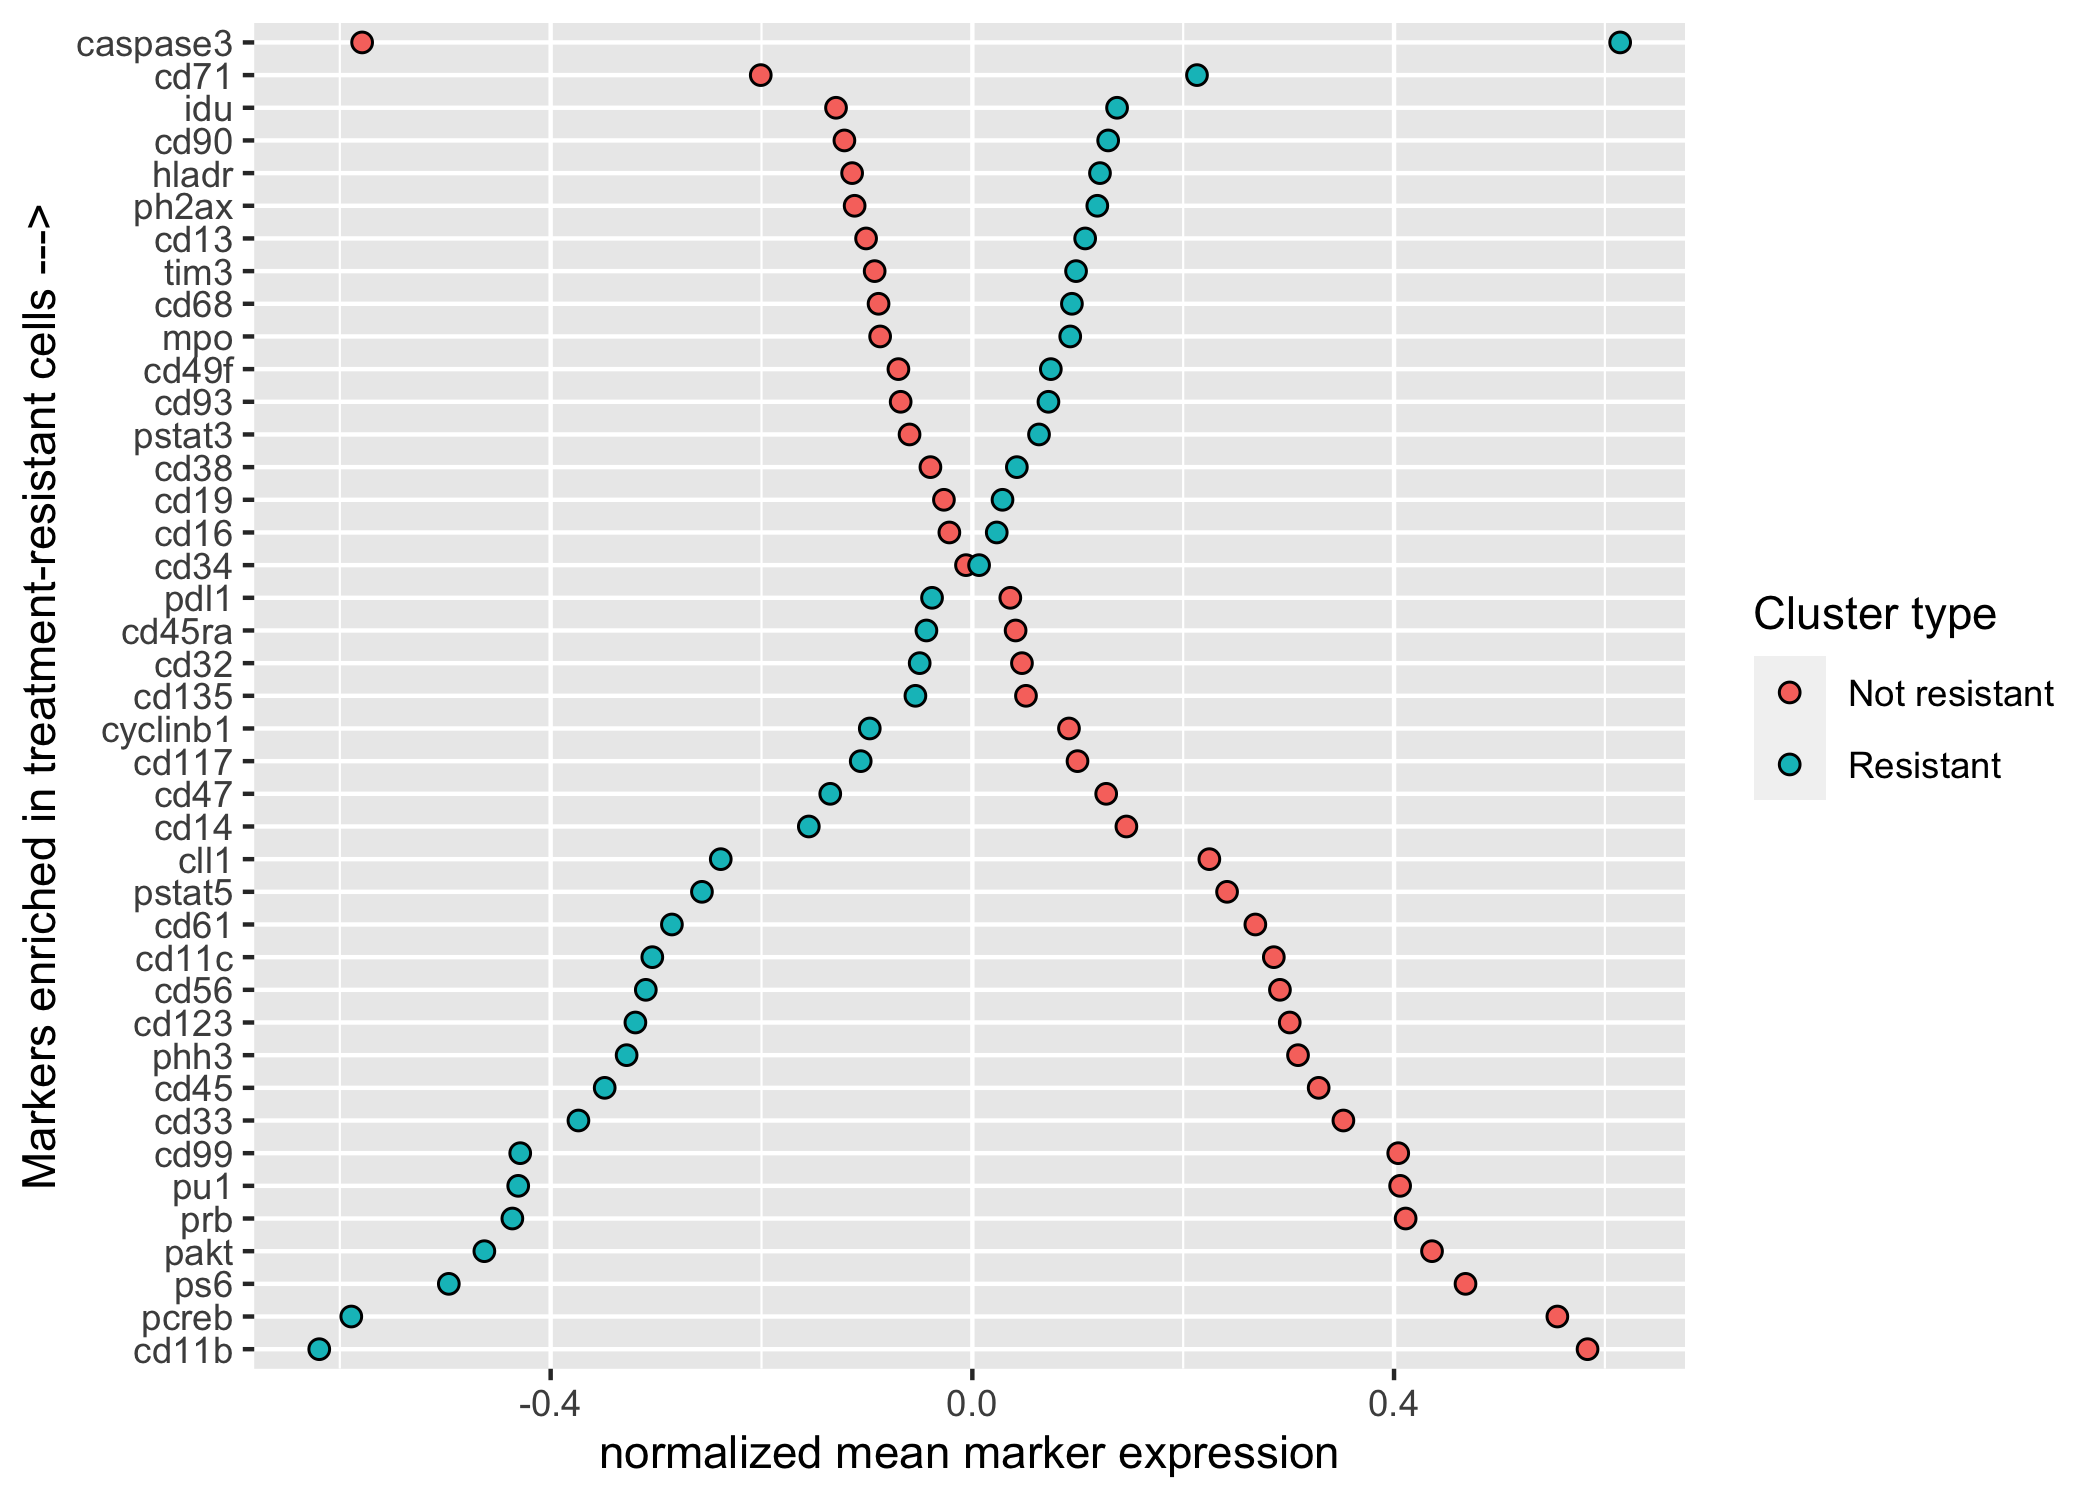 Markers enriched in treatment-resistant cells --->
caspase3
cd71
idu
cd90
hladr
ph2ax
cd13
tim3
cd68
mpo
cd49f
cd93
pstat3
cd38
cd19
cd16
cd34
pdl1
cd45ra
cd32
cd135
cyclinb1
cd117
cd47
cd14
cll1
pstat5
cd61
cd11c
cd56
cd123
phh3
cd45
cd33
cd99
pu1
prb
pakt
ps6
pcreb
cd11b
-0.4 0.0 0.4
normalized mean marker expression
Cluster type
Not resistant
Resistant